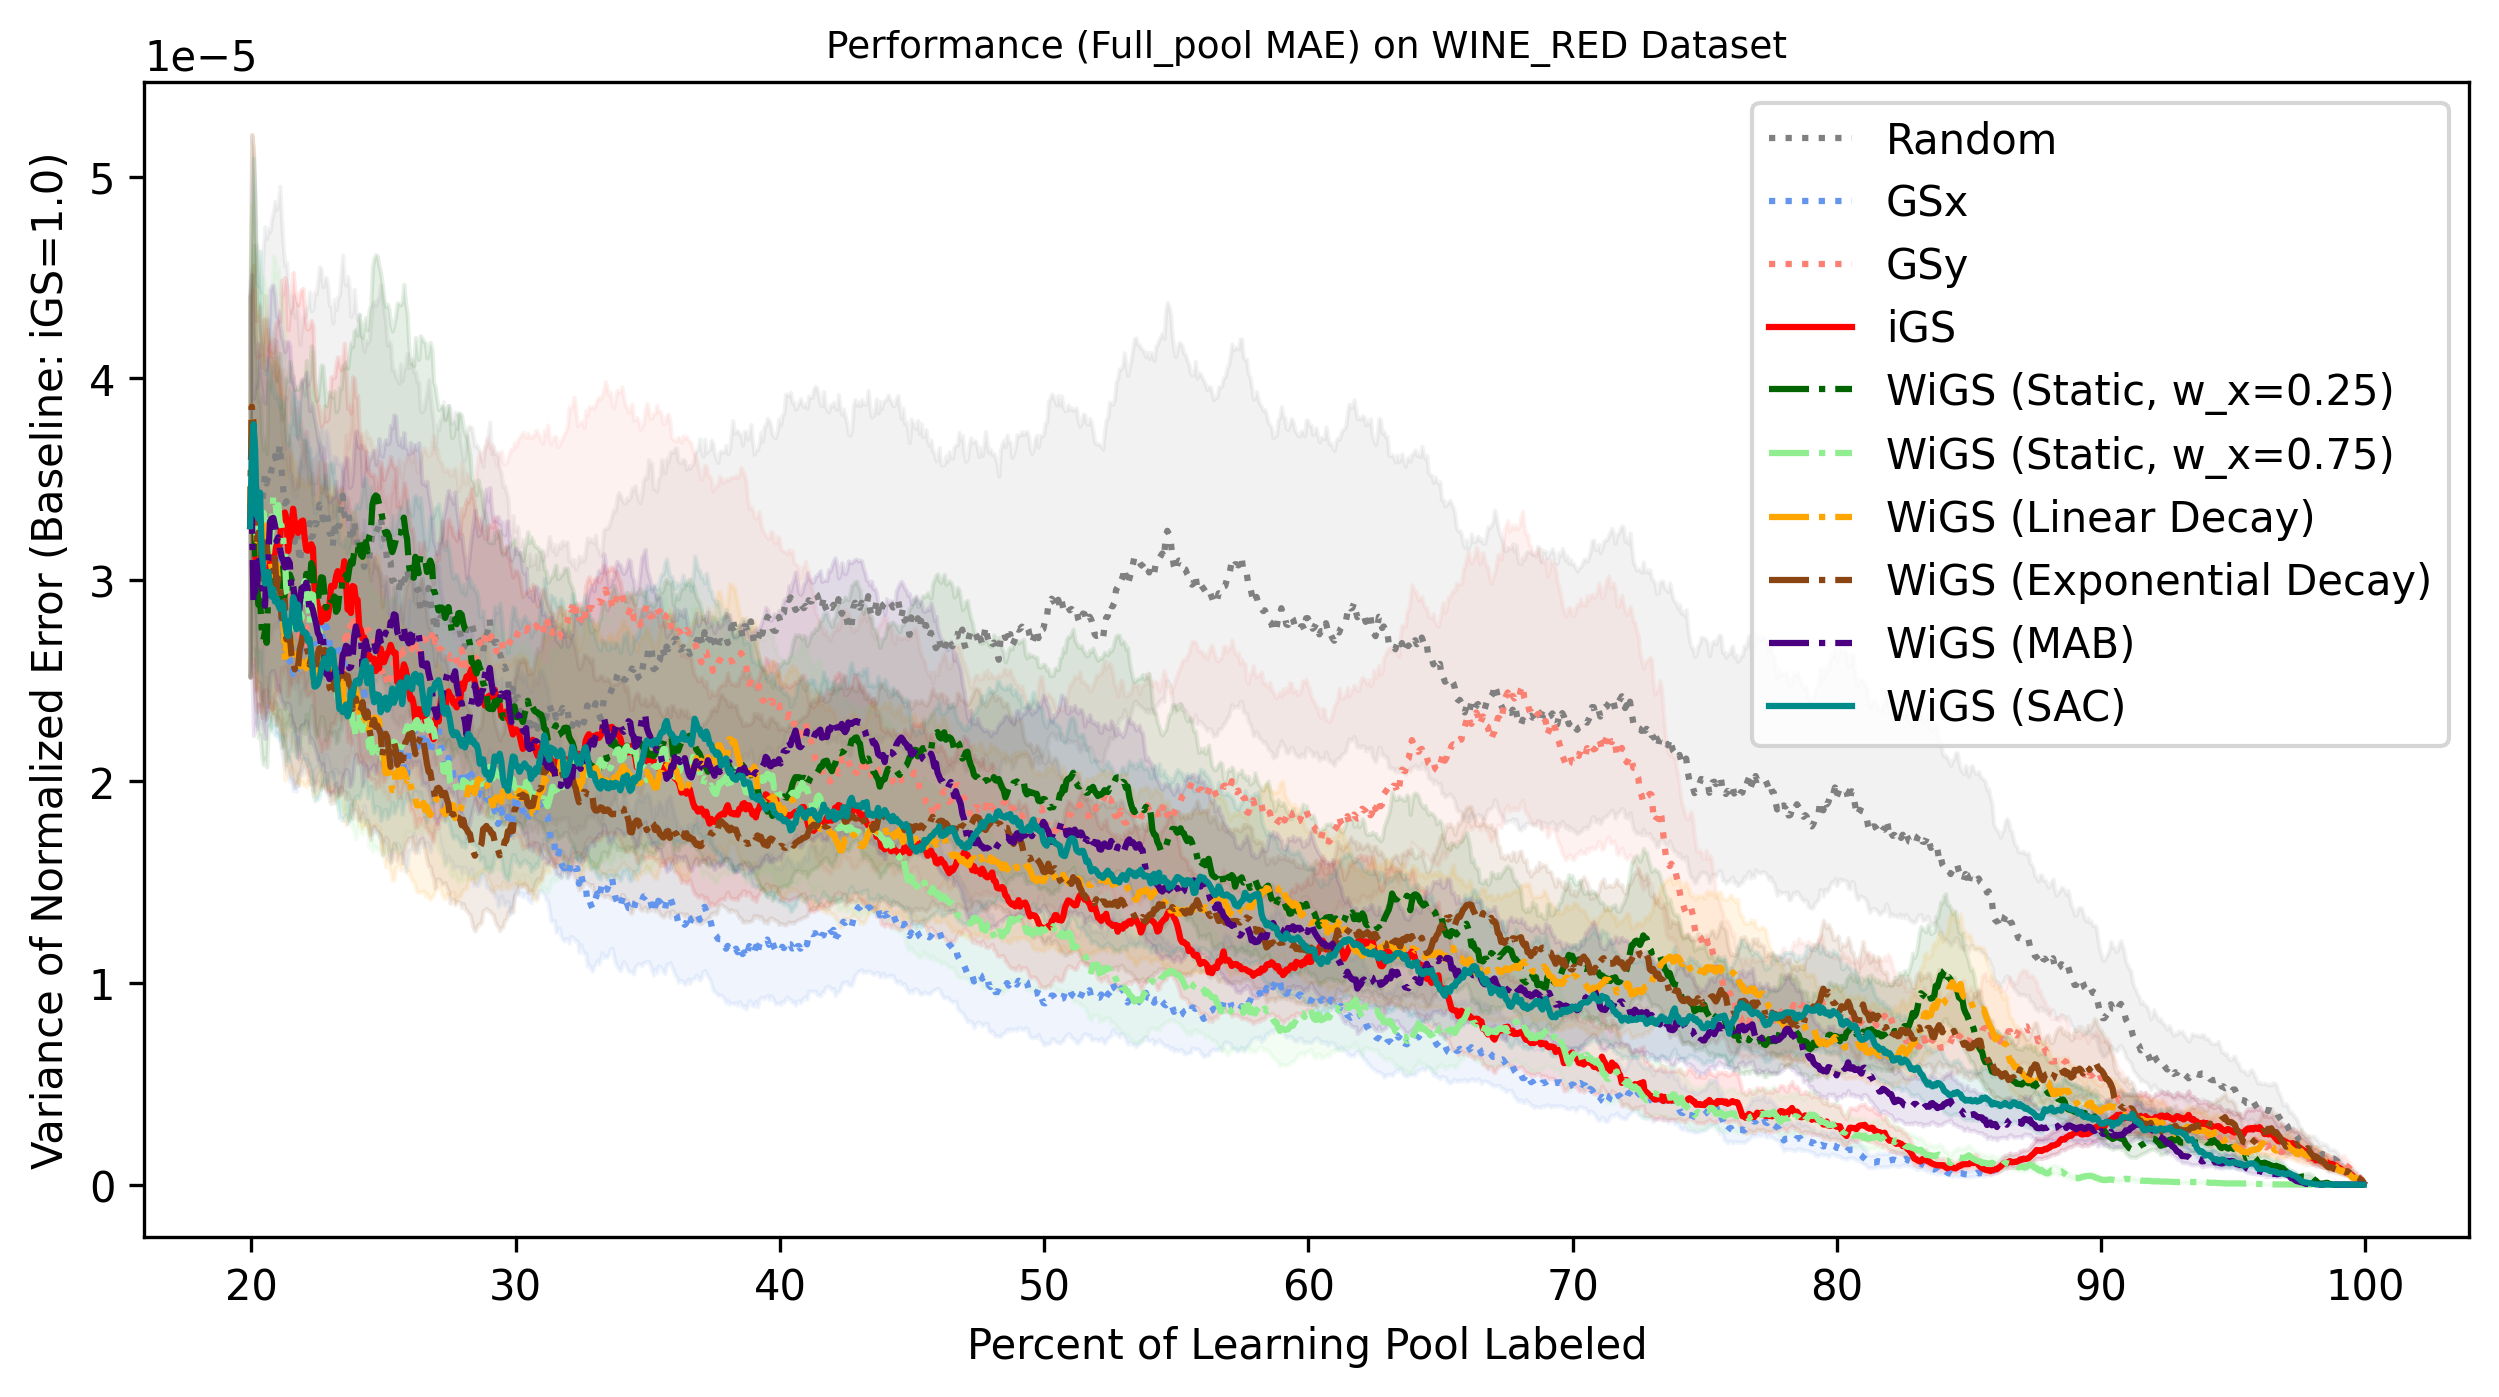 Performance (Full_pool MAE) on WINE_RED Dataset
1e−5
Variance of Normalized Error (Baseline: iGS=1.0)
5
4
3
2
1
0
Random
GSx
GSy
iGS
WiGS (Static, w_x=0.25)
WiGS (Static, w_x=0.75)
WiGS (Linear Decay)
WiGS (Exponential Decay)
WiGS (MAB)
WiGS (SAC)
20 30 40 50 60 70 80 90 100
Percent of Learning Pool Labeled